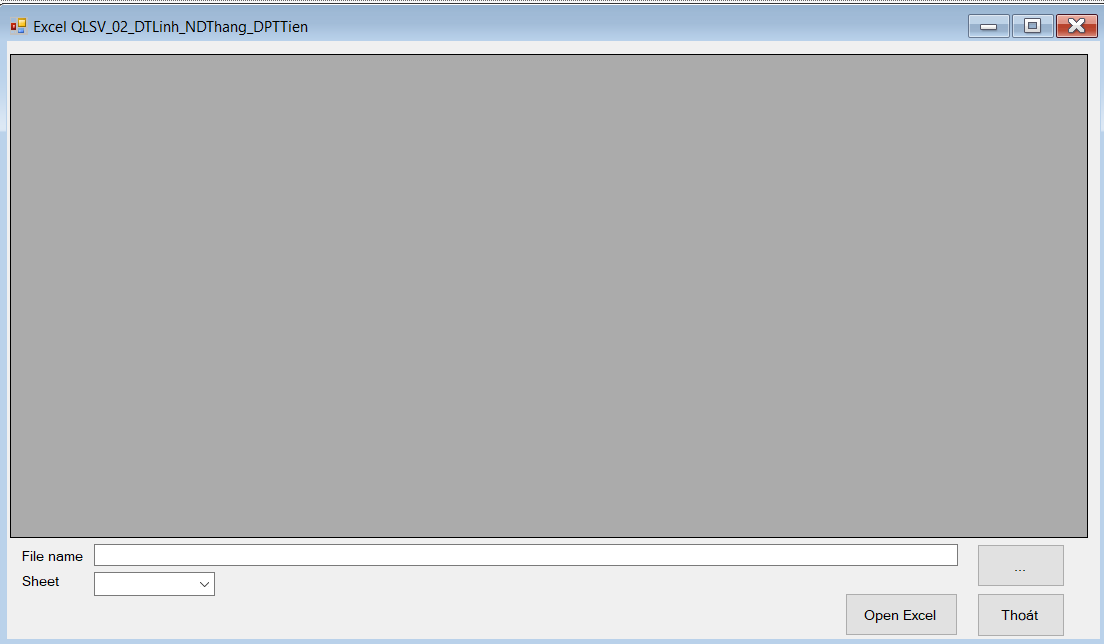 Excel QLSV_02_DTLinh_NDThang_DPTTien
File name
...
Sheet
Open Excel
Thoát